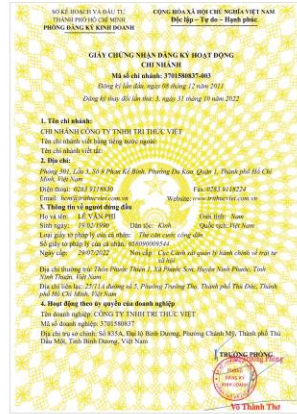 SỞ KẾ HOẠCH VÀ ĐẦU TƯ
THÀNH PHỐ HỒ CHÍ MINH
PHÒNG ĐĂNG KÝ KINH DOANH
CỘNG HÒA XÃ HỘI CHỦ NGHĨA VIỆT NAM
Độc lập - Tự do - Hạnh phúc
GIẤY CHỨNG NHẬN ĐĂNG KÝ HOẠT ĐỘNG
CHI NHÁNH
Mã số chi nhánh: 3701580837-003
Đăng ký lần đầu, ngày 08 tháng 12 năm 2011
Đăng ký thay đổi lần thứ: 3, ngày 31 tháng 10 năm 2022
1. Tên chi nhánh:
CHI NHÁNH CÔNG TY TNHH TRI THỨC VIỆT
Tên chi nhánh viết bằng tiếng nước ngoài:
Tên chi nhánh viết tắt:
2. Địa chỉ:
Phòng 301, Lầu 3, Số 9 Phan Kế Bính, Phường Đa Kao, Quận 1, Thành phố Hồ Chí
Minh, Việt Nam
Điện thoại: 0283 9118630 Fax: 0283 9118224
Email: hcm@trithucviet.com.vn Website: www.trithucviet.com.vn
3. Thông tin về người đứng đầu
Họ và tên: LÊ VĂN PHI Giới tính: Nam
Sinh ngày: 19/02/1990 Dân tộc: Kinh Quốc tịch: Việt Nam
Loại giấy tờ pháp lý của cá nhân: Thẻ căn cước công dân
Số giấy tờ pháp lý của cá nhân: 058090009544
Ngày cấp: 29/07/2022 Nơi cấp: Cục Cảnh sát quản lý hành chính về trật tự
xã hội
Địa chỉ thường trú: Thôn Phước Thiện 1, Xã Phước Sơn, Huyện Ninh Phước, Tỉnh
Ninh Thuận, Việt Nam
Địa chỉ liên lạc: 25/11A đường số 5, Phường Trường Thọ, Thành phố Thủ Đức, Thành
phố Hồ Chí Minh, Việt Nam
4. Hoạt động theo ủy quyền của doanh nghiệp
Tên doanh nghiệp: CÔNG TY TNHH TRI THỨC VIỆT
Mã số doanh nghiệp: 3701580837
Địa chỉ trụ sở chính: Số 835A, Đại lộ Bình Dương, Phường Chánh Mỹ, Thành phố Thủ
Dầu Một, Tỉnh Bình Dương, Việt Nam
TRƯỞNG PHÒNG
PHÒNG
ĐĂNG KÝ
KINH DOANH
Võ Thành Thơ